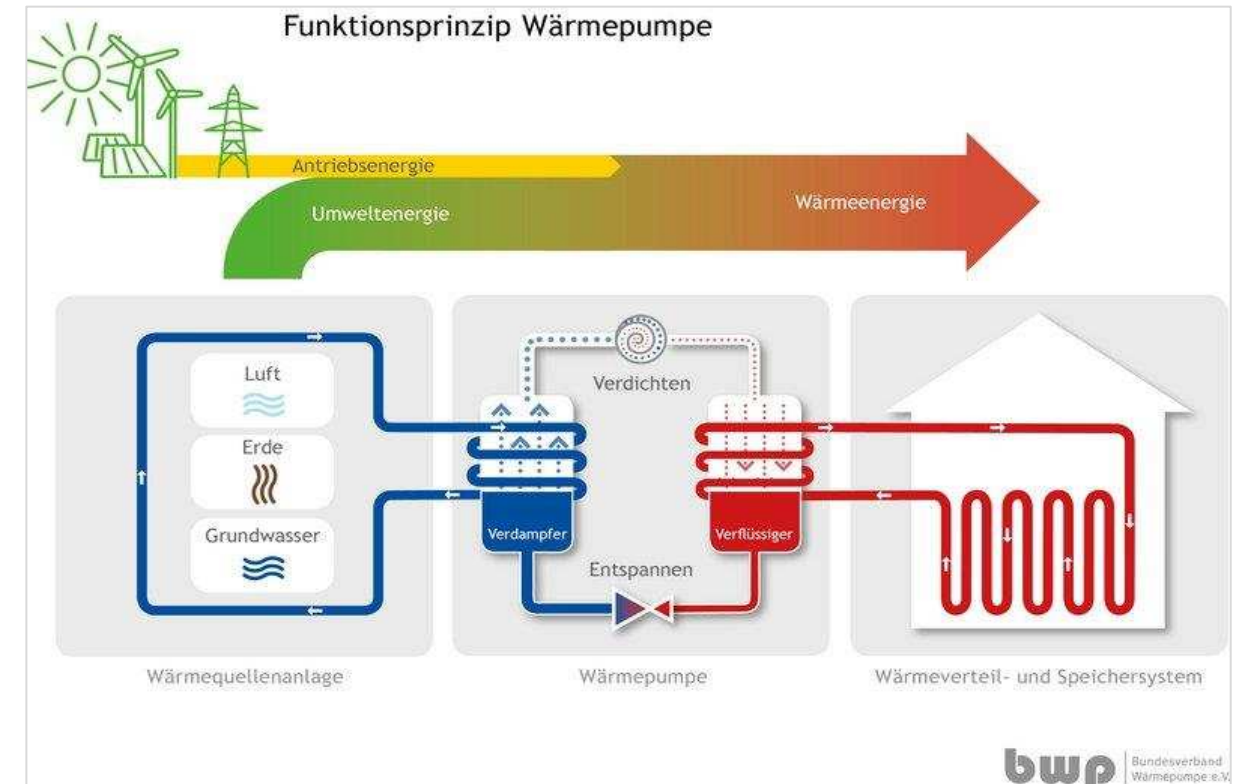 Funktionsprinzip Wärmepumpe
Antriebsenergie
Umweltenergie
Wärmeenergie
Luft
Erde
Grundwasser
Verdichten
Verdampfer
Verflüssiger
Entspannen
Wärmequellenanlage
Wärmepumpe
Wärmeverteil- und Speichersystem
bwp
Bundesverband
Wärmepumpe e.V.